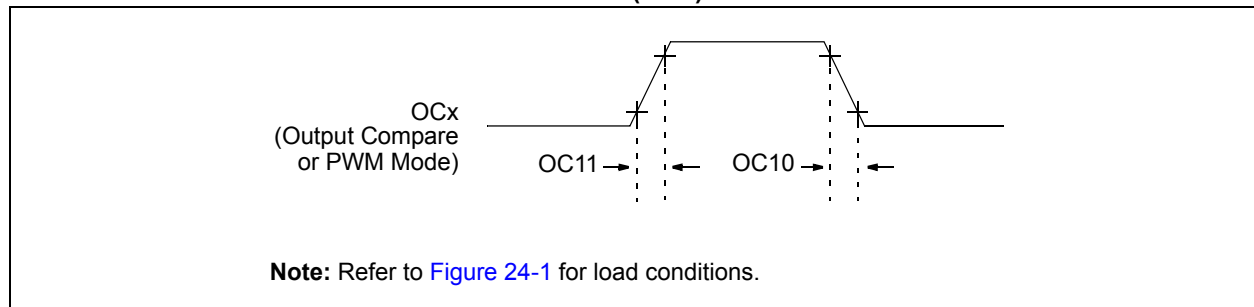 OCx
(Output Compare
or PWM Mode)
OC11
OC10
Note: Refer to Figure 24-1 for load conditions.